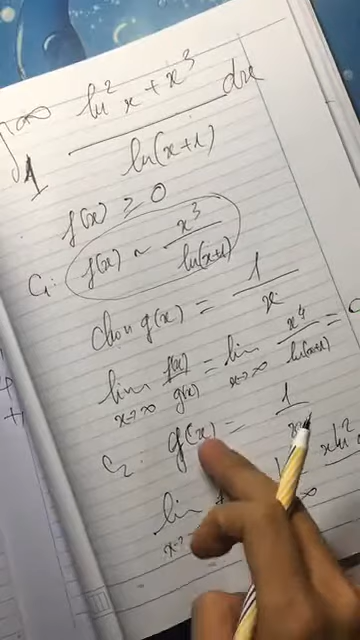 ∫₁^+∞ (ln² x + x³)/(ln(x+1)) dx
f(x) ≥ 0
C₁: f(x) ~ x³/ln(x+1)
Chọn g(x) = 1/x
lim x→∞ f(x)/g(x) = lim x→∞ x⁴/ln(x+1) =
C₂: g(x) = 1/x
lim x→